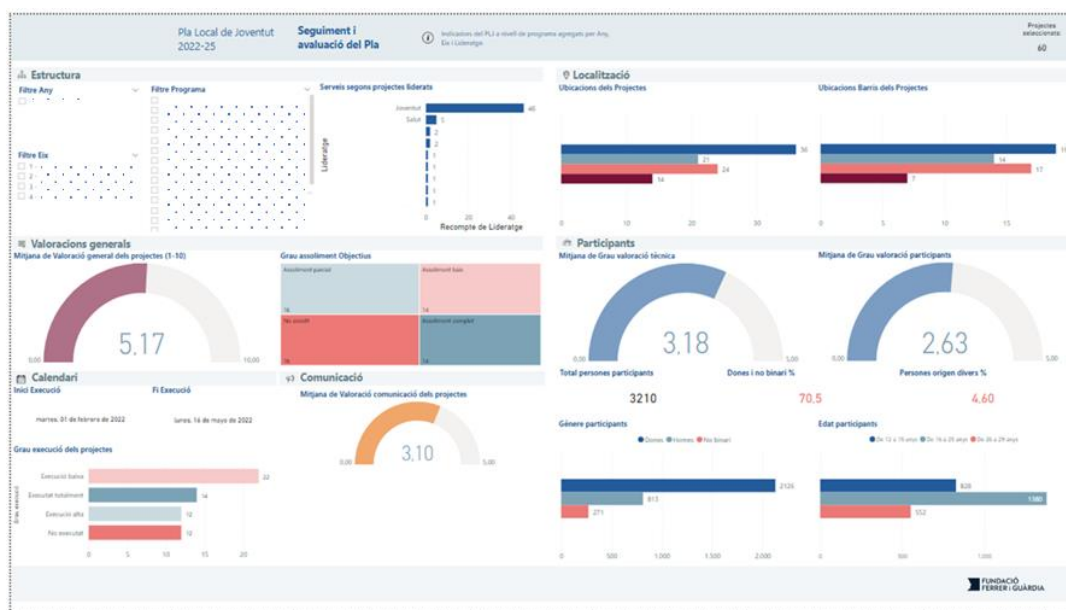 Pla Local de Joventut
2022-25
Seguiment i
avaluació del Pla
Indicadors del PLJ a nivell de programa agregats per Any,
Eix i Lideratge
Projectes
seleccionats
60
Estructura
Filtre Any
Filtre Programa
Filtre Eix
1
2
3
4
Serveis segons projectes liderats
Lideratge
Joventut
46
Salut
5
2
2
1
1
1
1
1
0
20
40
Recompte de Lideratge
Localització
Ubicacions dels Projectes
36
21
24
14
0
10
20
30
Ubicacions Barris dels Projectes
14
17
7
0
5
10
15
Valoracions generals
Mitjana de Valoració general dels projectes (1-10)
5,17
0,00
10,00
Grau assoliment Objectius
Assoliment parcial
16
Assoliment baix
14
No assolit
16
Assoliment complet
14
Participants
Mitjana de Grau valoració tècnica
3,18
0,00
5,00
Mitjana de Grau valoració participants
2,63
0,00
5,00
Total persones participants
3210
Dones i no binari %
70,5
Persones origen divers %
4,60
Calendari
Inici Execució
Fi Execució
martes, 01 de febrero de 2022
lunes, 16 de mayo de 2022
Grau execució dels projectes
Grau execució
Execució baixa
22
Executat totalment
14
Execució alta
12
No executat
12
0
5
10
15
20
Comunicació
Mitjana de Valoració comunicació dels projectes
3,10
0,00
5,00
Gènere participants
Dones Homes No binari
2126
813
271
0
500
1.000
1.500
2.000
Edat participants
De 12 a 15 anys De 16 a 25 anys De 26 a 29 anys
828
1380
552
0
500
1.000
FUNDACIÓ
FERRER i GUÀRDIA